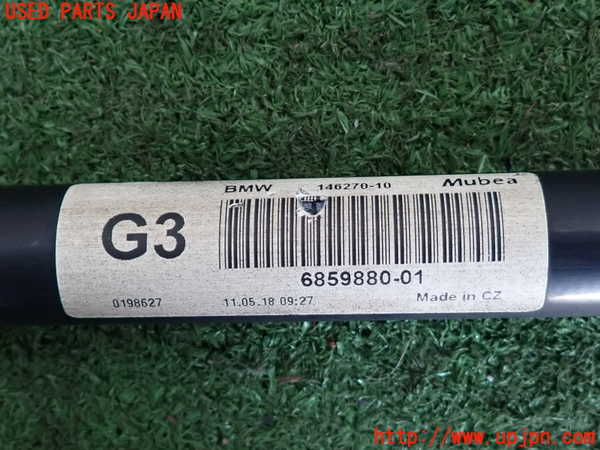 USED PARTS JAPAN
BMW 146270-10 Mubea
G3
6859880-01
0198627 11.05.18 09:27 Made in CZ
http://www.upjpn.com/